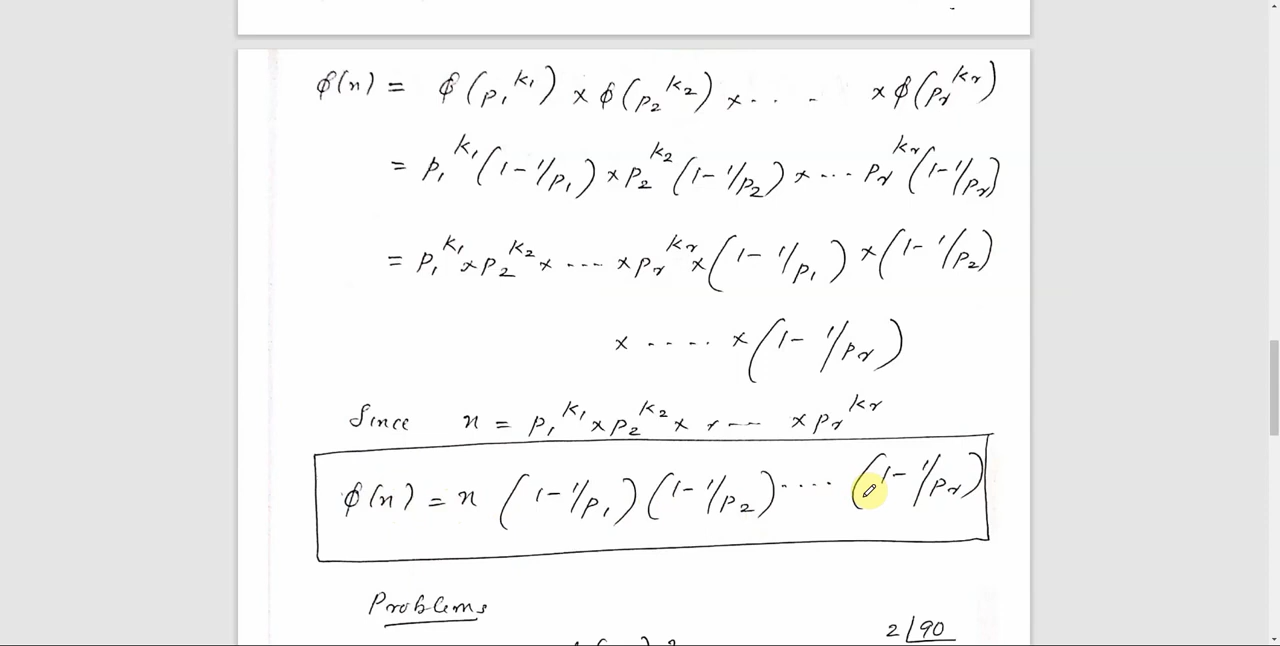 ϕ(n) = ϕ(p₁^k₁) × ϕ(p₂^k₂) × . . . . × ϕ(pᵣ^kᵣ)
= p₁^k₁ (1 - 1/p₁) × p₂^k₂ (1 - 1/p₂) × ... pᵣ^kᵣ (1 - 1/pᵣ)
= p₁^k₁ × p₂^k₂ × .... × pᵣ^kᵣ × (1 - 1/p₁) × (1 - 1/p₂)
× ..... × (1 - 1/pᵣ)
Since n = p₁^k₁ × p₂^k₂ × .... × pᵣ^kᵣ
ϕ(n) = n (1 - 1/p₁) (1 - 1/p₂) .... (1 - 1/pᵣ)
Problems
2 | 90